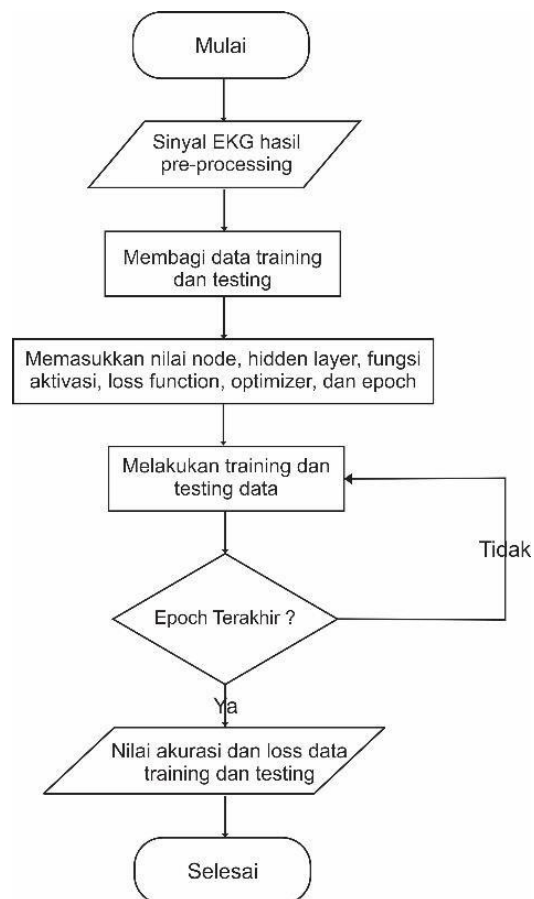 Mulai
Sinyal EKG hasil
pre-processing
Membagi data training
dan testing
Memasukkan nilai node, hidden layer, fungsi
aktivasi, loss function, optimizer, dan epoch
Melakukan training dan
testing data
Tidak
Epoch Terakhir ?
Ya
Nilai akurasi dan loss data
training dan testing
Selesai